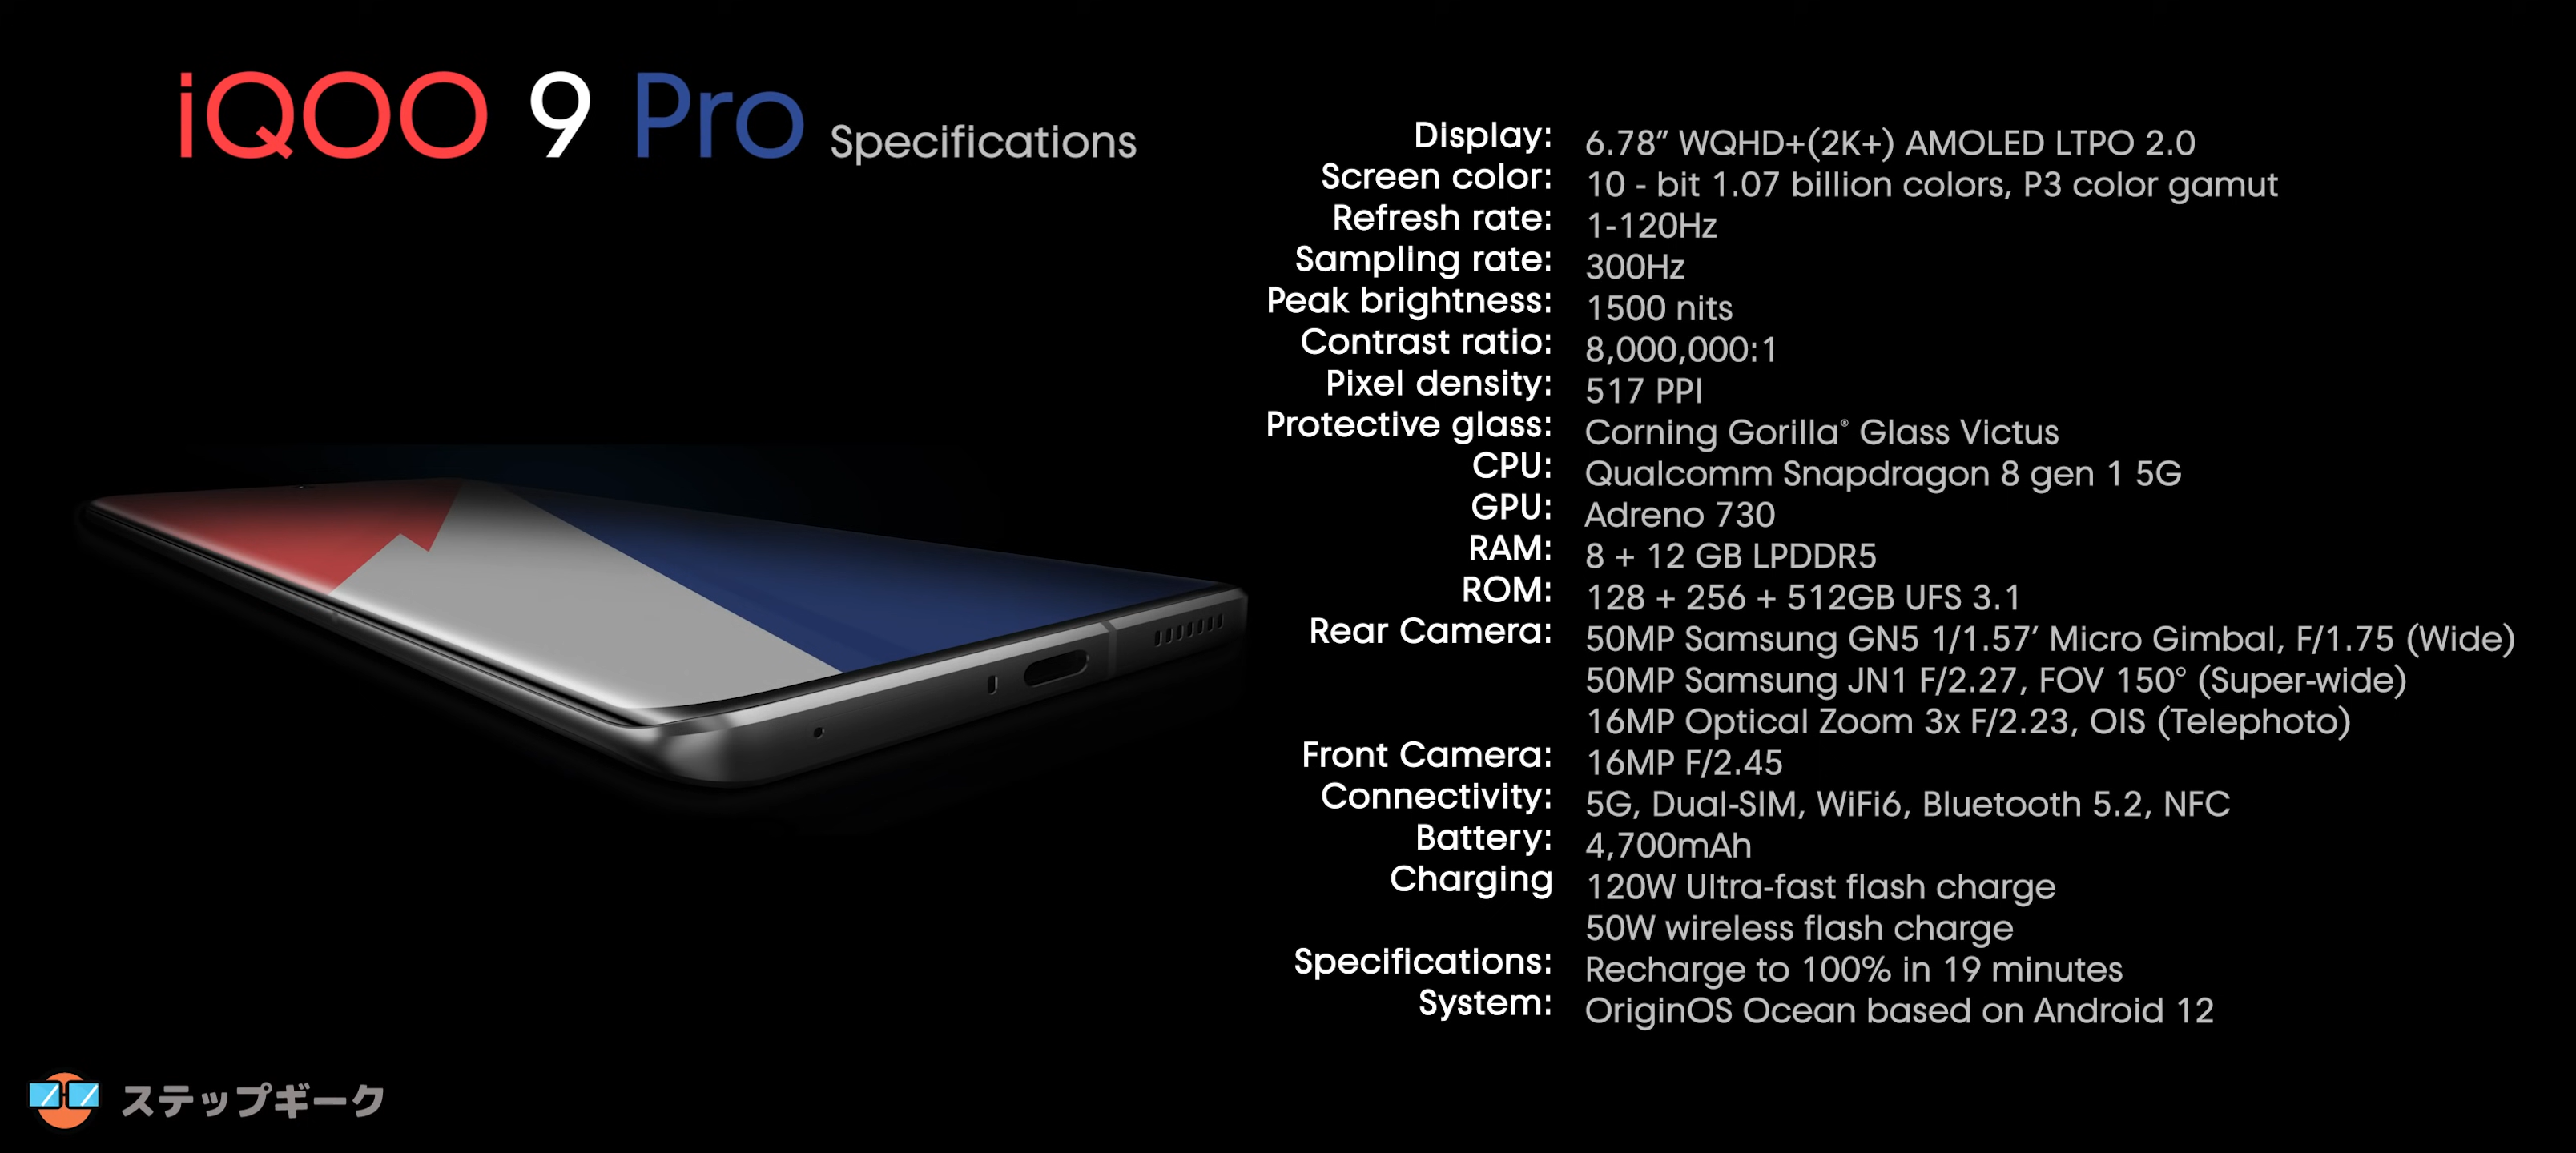 iQOO 9 Pro Specifications
Display: 6.78” WQHD+(2K+) AMOLED LTPO 2.0
Screen color: 10 - bit 1.07 billion colors, P3 color gamut
Refresh rate: 1-120Hz
Sampling rate: 300Hz
Peak brightness: 1500 nits
Contrast ratio: 8,000,000:1
Pixel density: 517 PPI
Protective glass: Corning Gorilla® Glass Victus
CPU: Qualcomm Snapdragon 8 gen 1 5G
GPU: Adreno 730
RAM: 8 + 12 GB LPDDR5
ROM: 128 + 256 + 512GB UFS 3.1
Rear Camera: 50MP Samsung GN5 1/1.57’ Micro Gimbal, F/1.75 (Wide)
50MP Samsung JN1 F/2.27, FOV 150° (Super-wide)
16MP Optical Zoom 3x F/2.23, OIS (Telephoto)
Front Camera: 16MP F/2.45
Connectivity: 5G, Dual-SIM, WiFi6, Bluetooth 5.2, NFC
Battery: 4,700mAh
Charging 120W Ultra-fast flash charge
50W wireless flash charge
Specifications: Recharge to 100% in 19 minutes
System: OriginOS Ocean based on Android 12
ステップギーク